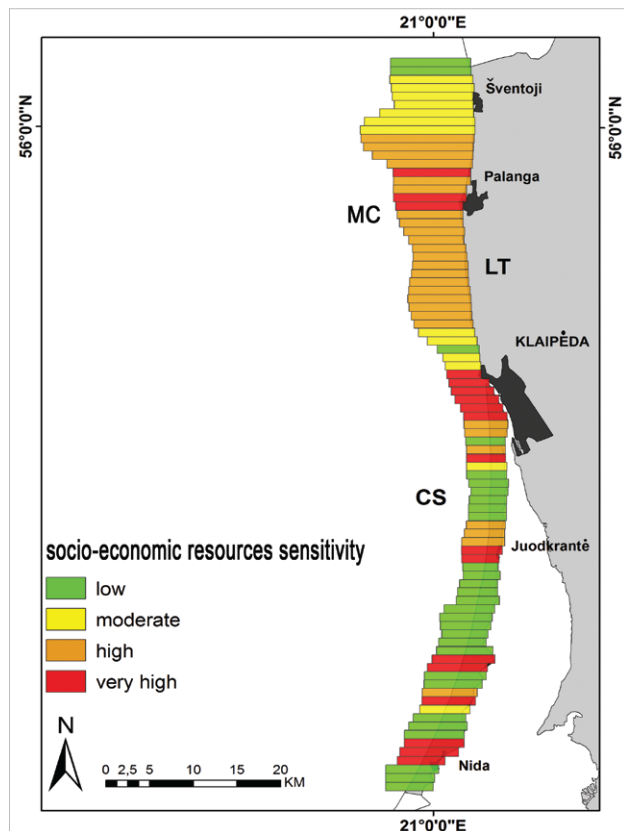 21°0'0"E
56°0'0"N
56°0'0"N
Šventoji
Palanga
MC
LT
KLAIPĖDA
CS
Juodkrantė
socio-economic resources sensitivity
low
moderate
high
very high
N
0 2,5 5 10 15 20
KM
Nida
21°0'0"E